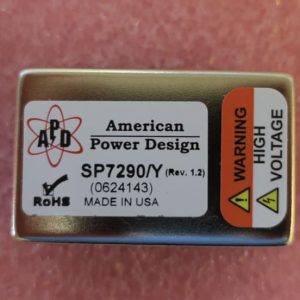 APD
American
Power Design
SP7290/Y (Rev. 1.2)
(0624143)
RoHS
MADE IN USA
WARNING
HIGH
VOLTAGE